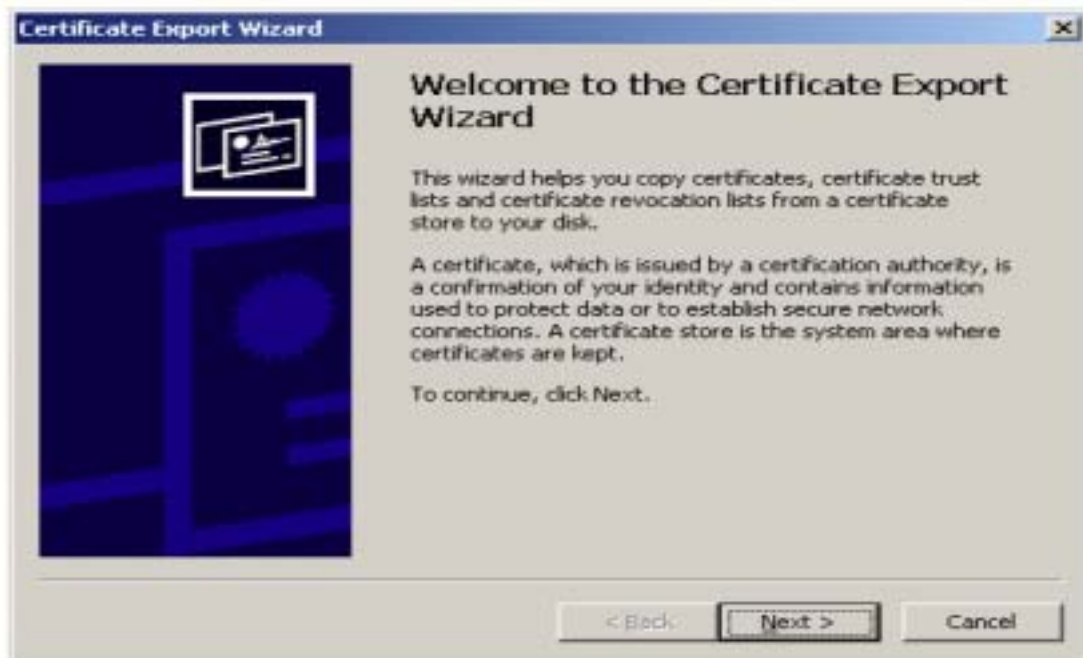 Certificate Export Wizard
Welcome to the Certificate Export
Wizard
This wizard helps you copy certificates, certificate trust
lists and certificate revocation lists from a certificate
store to your disk.
A certificate, which is issued by a certification authority, is
a confirmation of your identity and contains information
used to protect data or to establish secure network
connections. A certificate store is the system area where
certificates are kept.
To continue, click Next.
< Back Next > Cancel